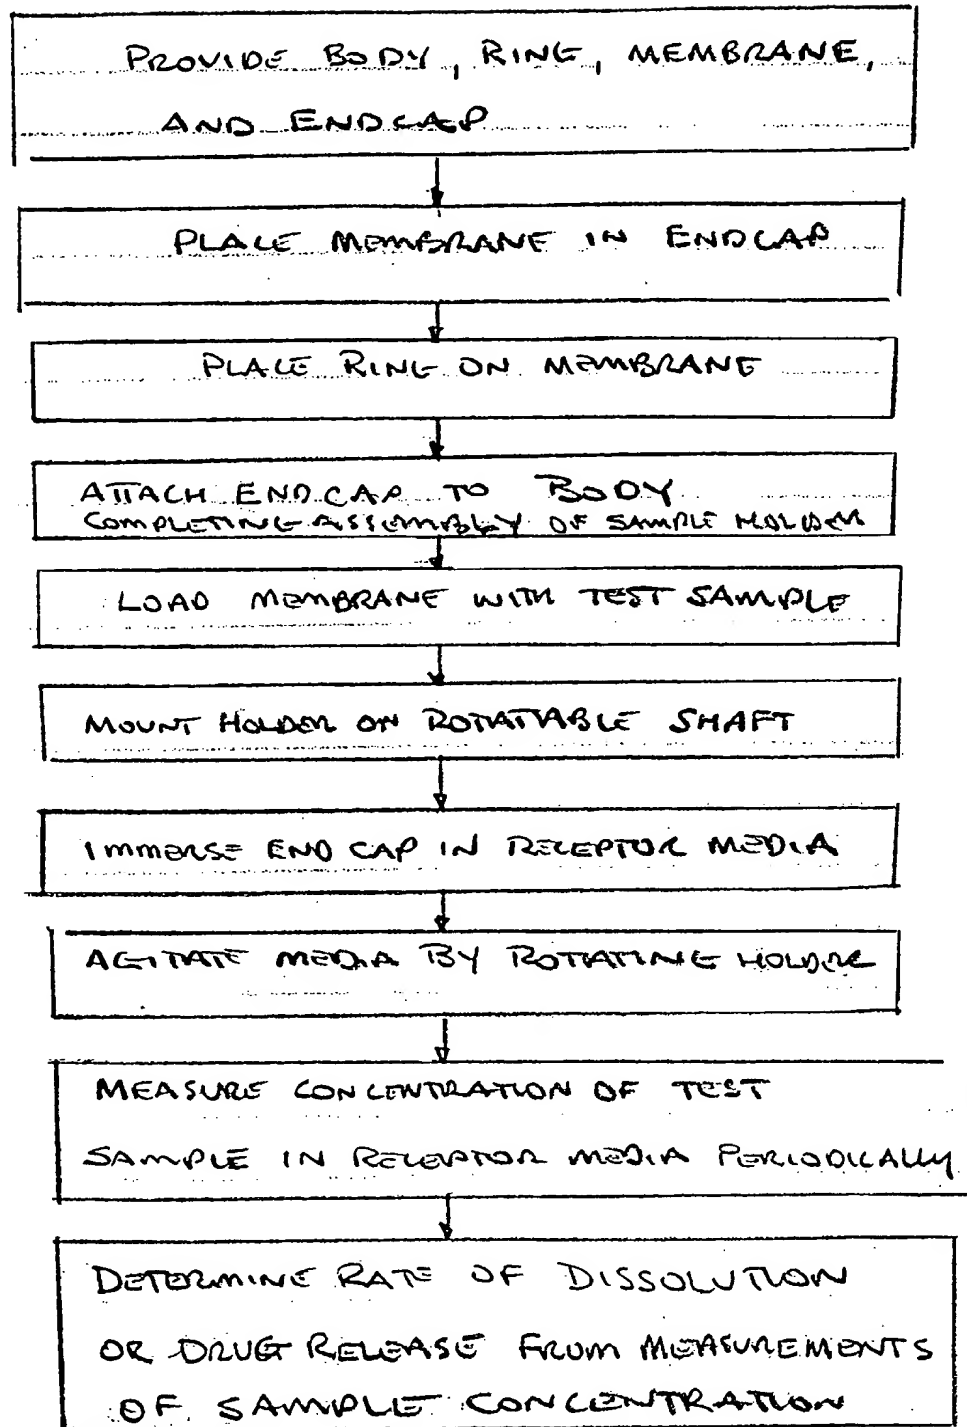 PROVIDE BODY, RING, MEMBRANE,
AND ENDCAP
PLACE MEMBRANE IN ENDCAP
PLACE RING ON MEMBRANE
ATTACH ENDCAP TO BODY
COMPLETING ASSEMBLY OF SAMPLE HOLDER
LOAD MEMBRANE WITH TEST SAMPLE
MOUNT HOLDER ON ROTATABLE SHAFT
IMMERSE END CAP IN RECEPTOR MEDIA
AGITATE MEDIA BY ROTATING HOLDER
MEASURE CONCENTRATION OF TEST
SAMPLE IN RECEPTOR MEDIA PERIODICALLY
DETERMINE RATE OF DISSOLUTION
OR DRUG RELEASE FROM MEASUREMENTS
OF SAMPLE CONCENTRATION